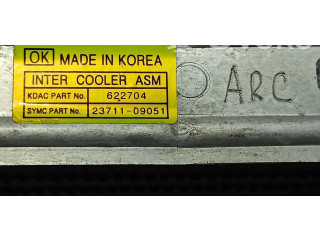 OK MADE IN KOREA
INTER COOLER ASM
KDAC PART No. 622704
SYMC PART No. 23711-09051
ARC